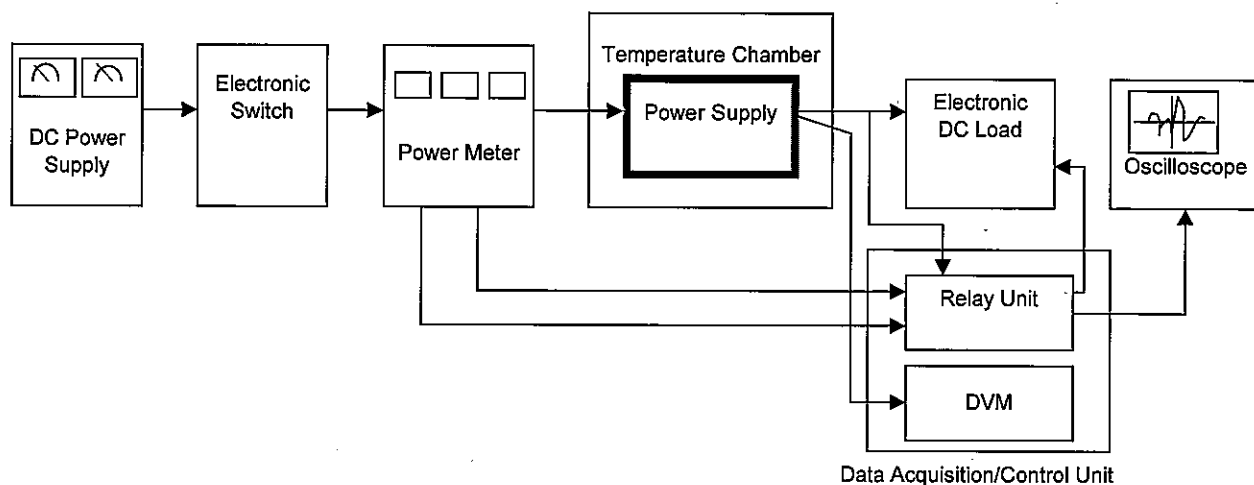 DC Power
Supply
Electronic
Switch
Power Meter
Temperature Chamber
Power Supply
Electronic
DC Load
Oscilloscope
Relay Unit
DVM
Data Acquisition/Control Unit